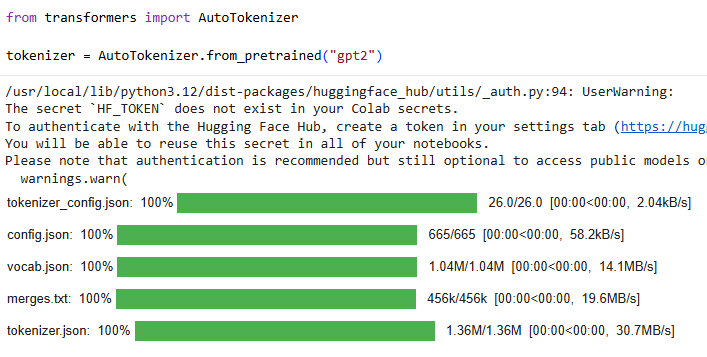 from transformers import AutoTokenizer
tokenizer = AutoTokenizer.from_pretrained("gpt2")
/usr/local/lib/python3.12/dist-packages/huggingface_hub/utils/_auth.py:94: UserWarning:
The secret `HF_TOKEN` does not exist in your Colab secrets.
To authenticate with the Hugging Face Hub, create a token in your settings tab (https://hugg
You will be able to reuse this secret in all of your notebooks.
Please note that authentication is recommended but still optional to access public models o
warnings.warn(
tokenizer_config.json: 100% 26.0/26.0 [00:00<00:00, 2.04kB/s]
config.json: 100% 665/665 [00:00<00:00, 58.2kB/s]
vocab.json: 100% 1.04M/1.04M [00:00<00:00, 14.1MB/s]
merges.txt: 100% 456k/456k [00:00<00:00, 19.6MB/s]
tokenizer.json: 100% 1.36M/1.36M [00:00<00:00, 30.7MB/s]